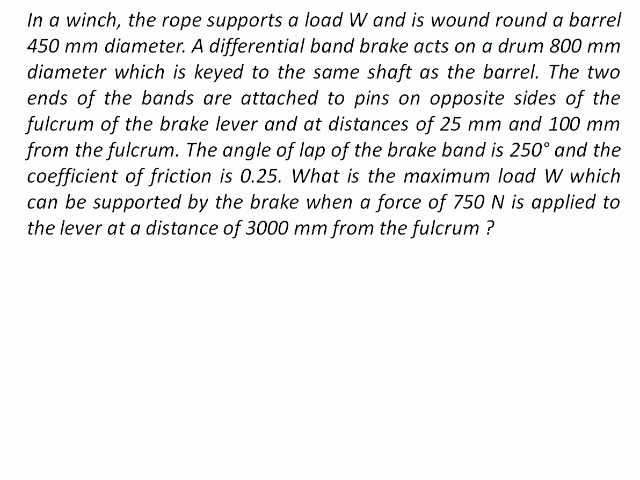 In a winch, the rope supports a load W and is wound round a barrel
450 mm diameter. A differential band brake acts on a drum 800 mm
diameter which is keyed to the same shaft as the barrel. The two
ends of the bands are attached to pins on opposite sides of the
fulcrum of the brake lever and at distances of 25 mm and 100 mm
from the fulcrum. The angle of lap of the brake band is 250° and the
coefficient of friction is 0.25. What is the maximum load W which
can be supported by the brake when a force of 750 N is applied to
the lever at a distance of 3000 mm from the fulcrum ?